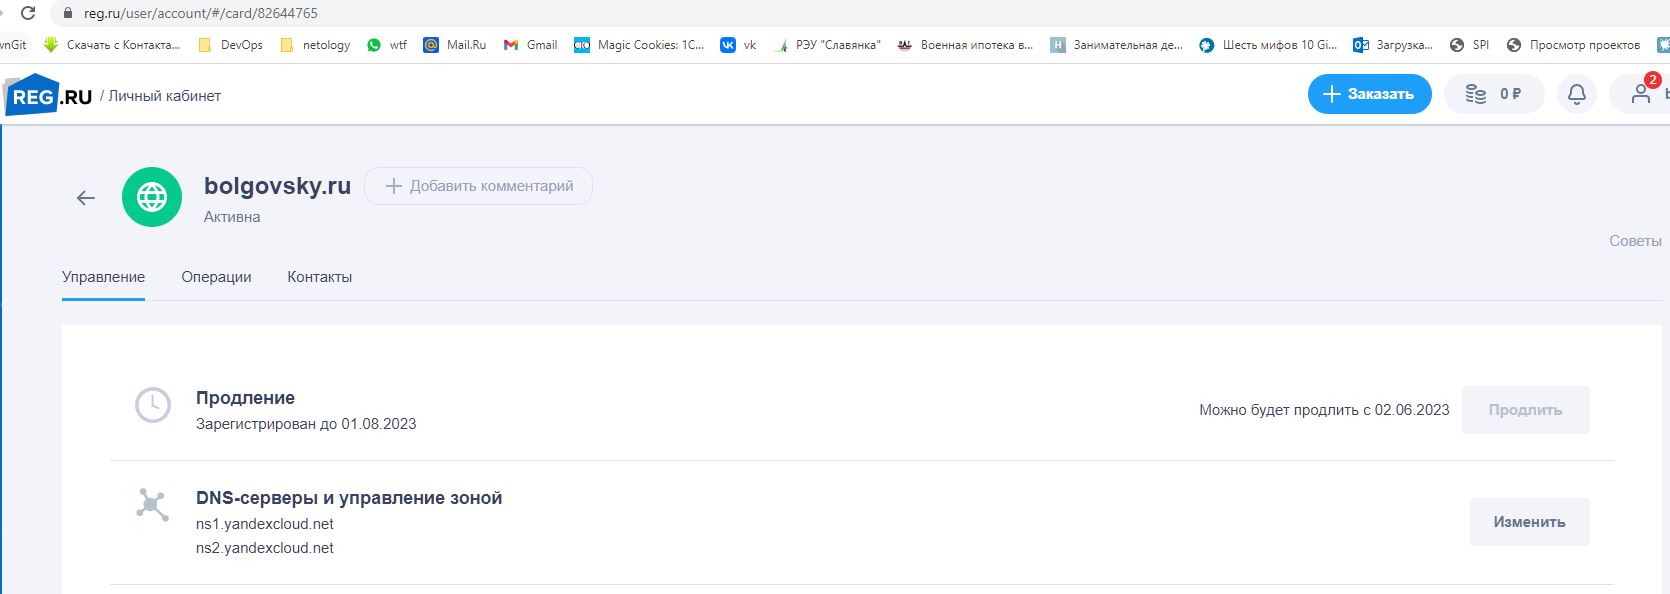 reg.ru/user/account/#/card/82644765
wnGit Скачать с Контакта... DevOps netology wtf Mail.Ru Gmail Magic Cookies: 1С... vk РЭУ "Славянка" Военная ипотека в... Занимательная де... Шесть мифов 10 Gi... Загрузка... SPI Просмотр проектов
REG.RU / Личный кабинет
Заказать
0 ₽
2
bolgovsky.ru
Добавить комментарий
Активна
Советы
Управление Операции Контакты
Продление
Зарегистрирован до 01.08.2023
Можно будет продлить с 02.06.2023
Продлить
DNS-серверы и управление зоной
ns1.yandexcloud.net
ns2.yandexcloud.net
Изменить